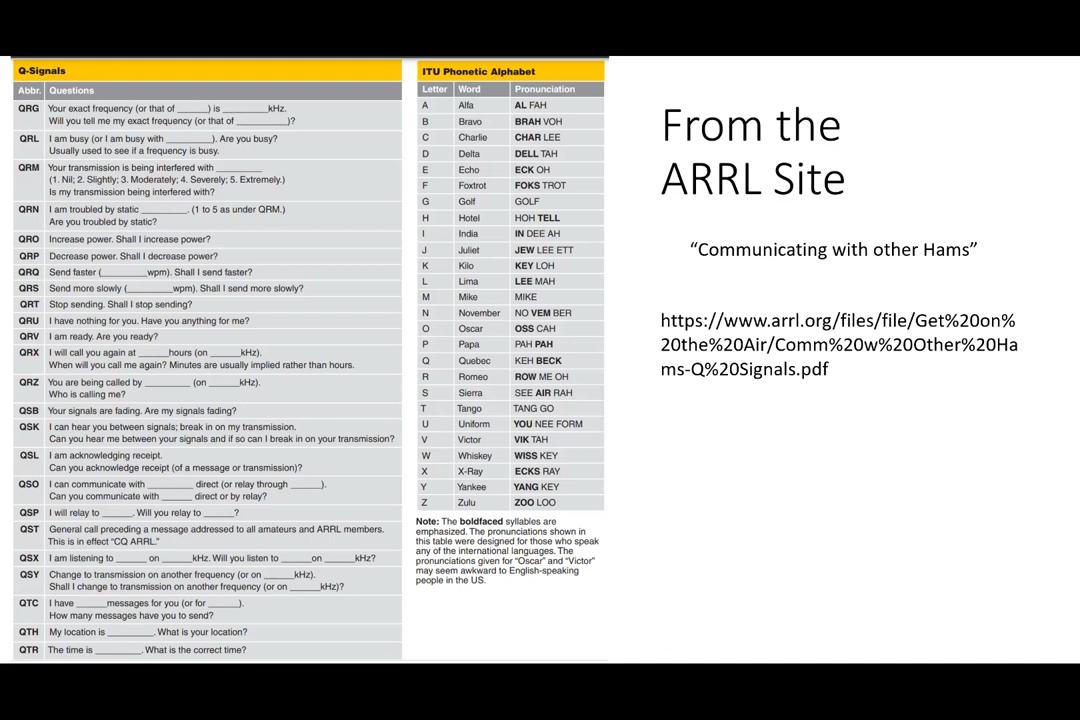 Q-Signals
Abbr. Questions
QRG Your exact frequency (or that of ______) is _________kHz.
Will you tell me my exact frequency (or that of __________)?
QRL I am busy (or I am busy with _________). Are you busy?
Usually used to see if a frequency is busy.
QRM Your transmission is being interfered with _________
(1. Nil; 2. Slightly; 3. Moderately; 4. Severely; 5. Extremely.)
Is my transmission being interfered with?
QRN I am troubled by static _________. (1 to 5 as under QRM.)
Are you troubled by static?
QRO Increase power. Shall I increase power?
QRP Decrease power. Shall I decrease power?
QRQ Send faster (_________wpm). Shall I send faster?
QRS Send more slowly (_________wpm). Shall I send more slowly?
QRT Stop sending. Shall I stop sending?
QRU I have nothing for you. Have you anything for me?
QRV I am ready. Are you ready?
QRX I will call you again at ______hours (on ______kHz).
When will you call me again? Minutes are usually implied rather than hours.
QRZ You are being called by _________ (on ______kHz).
Who is calling me?
QSB Your signals are fading. Are my signals fading?
QSK I can hear you between signals; break in on my transmission.
Can you hear me between your signals and if so can I break in on your transmission?
QSL I am acknowledging receipt.
Can you acknowledge receipt (of a message or transmission)?
QSO I can communicate with ______ direct (or relay through ______).
Can you communicate with ______ direct or by relay?
QSP I will relay to ______. Will you relay to ______?
QST General call preceding a message addressed to all amateurs and ARRL members.
This is in effect "CQ ARRL."
QSX I am listening to ______ on ______kHz. Will you listen to ______on ______kHz?
QSY Change to transmission on another frequency (or on ______kHz).
Shall I change to transmission on another frequency (or on ______kHz)?
QTC I have ______messages for you (or for ______).
How many messages have you to send?
QTH My location is _________. What is your location?
QTR The time is _________. What is the correct time?
ITU Phonetic Alphabet
Letter Word Pronunciation
A Alfa AL FAH
B Bravo BRAH VOH
C Charlie CHAR LEE
D Delta DELL TAH
E Echo ECK OH
F Foxtrot FOKS TROT
G Golf GOLF
H Hotel HOH TELL
I India IN DEE AH
J Juliet JEW LEE ETT
K Kilo KEY LOH
L Lima LEE MAH
M Mike MIKE
N November NO VEM BER
O Oscar OSS CAH
P Papa PAH PAH
Q Quebec KEH BECK
R Romeo ROW ME OH
S Sierra SEE AIR RAH
T Tango TANG GO
U Uniform YOU NEE FORM
V Victor VIK TAH
W Whiskey WISS KEY
X X-Ray ECKS RAY
Y Yankee YANG KEY
Z Zulu ZOO LOO
Note: The boldfaced syllables are
emphasized. The pronunciations shown in
this table were designed for those who speak
any of the international languages. The
pronunciations given for "Oscar" and "Victor"
may seem awkward to English-speaking
people in the US.
From the
ARRL Site
“Communicating with other Hams”
https://www.arrl.org/files/file/Get%20on%
20the%20Air/Comm%20w%20Other%20Ha
ms-Q%20Signals.pdf